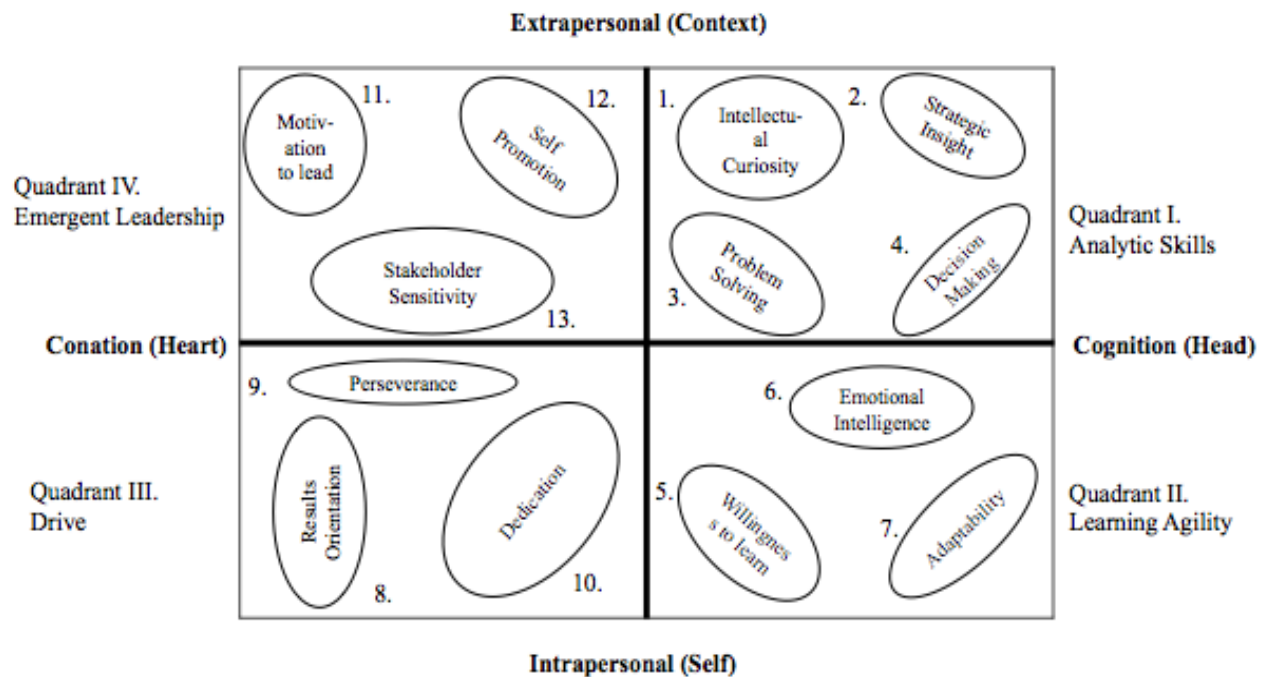 Extrapersonal (Context)
11.
Motiv-
ation
to lead
12.
Self
Promotion
1.
Intellectu-
al
Curiosity
2.
Strategic
Insight
Quadrant IV.
Emergent Leadership
Quadrant I.
Analytic Skills
Stakeholder
Sensitivity
13.
3.
Problem
Solving
4.
Decision
Making
Conation (Heart)
Cognition (Head)
9.
Perseverance
6.
Emotional
Intelligence
Quadrant III.
Drive
Results
Orientation
8.
Dedication
10.
5.
Willingnes
s to learn
7.
Adaptability
Quadrant II.
Learning Agility
Intrapersonal (Self)